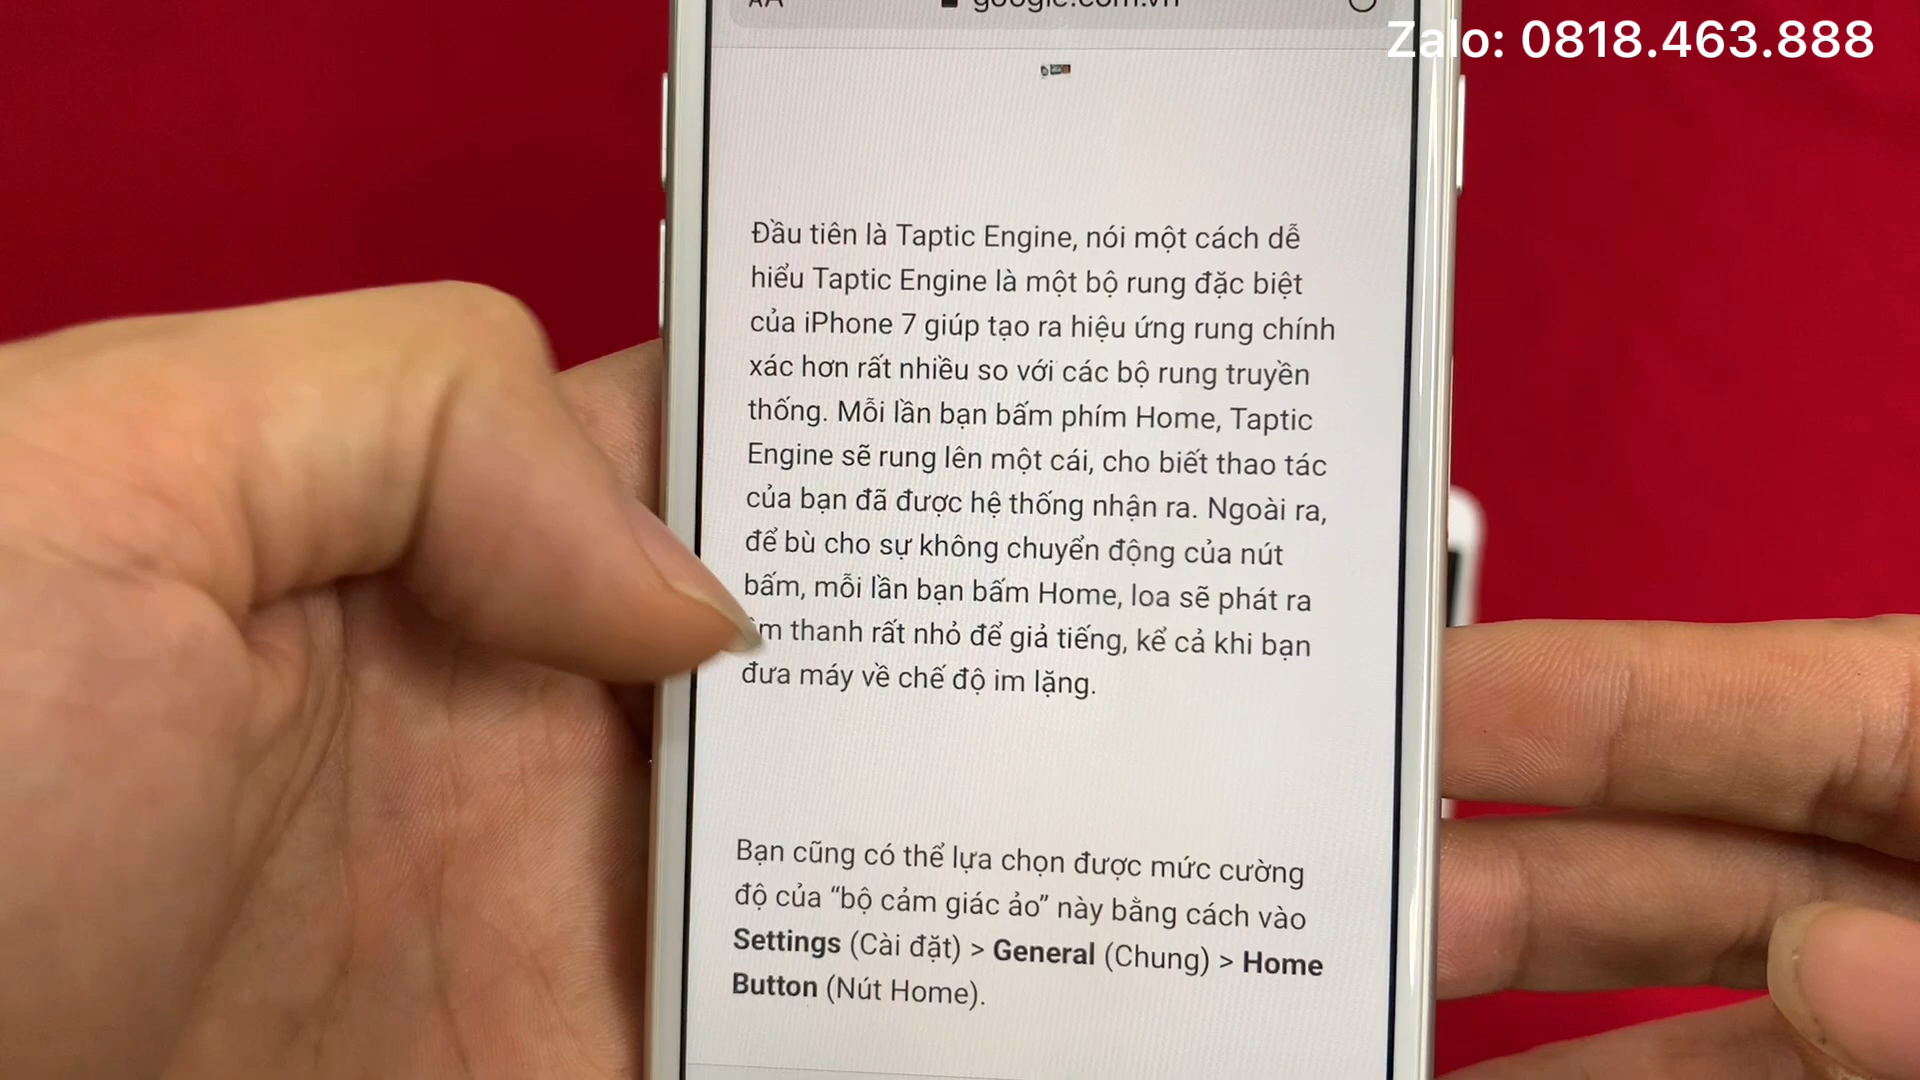 google.com.vn
Zalo: 0818.463.888
Đầu tiên là Taptic Engine, nói một cách dễ
hiểu Taptic Engine là một bộ rung đặc biệt
của iPhone 7 giúp tạo ra hiệu ứng rung chính
xác hơn rất nhiều so với các bộ rung truyền
thống. Mỗi lần bạn bấm phím Home, Taptic
Engine sẽ rung lên một cái, cho biết thao tác
của bạn đã được hệ thống nhận ra. Ngoài ra,
để bù cho sự không chuyển động của nút
bấm, mỗi lần bạn bấm Home, loa sẽ phát ra
âm thanh rất nhỏ để giả tiếng, kể cả khi bạn
đưa máy về chế độ im lặng.
Bạn cũng có thể lựa chọn được mức cường
độ của “bộ cảm giác ảo” này bằng cách vào
Settings (Cài đặt) > General (Chung) > Home
Button (Nút Home).